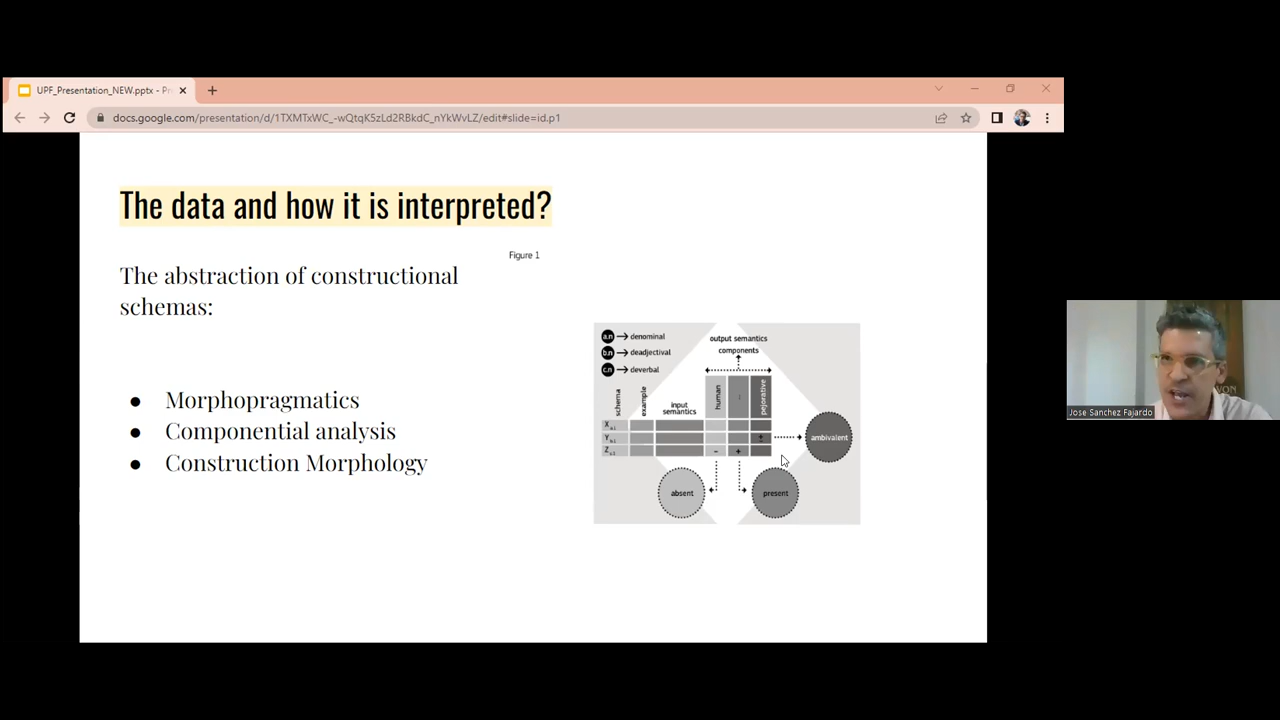 UPF_Presentation_NEW.pptx - Pr
docs.google.com/presentation/d/1TXMTxWC_-wQtqK5zLd2RBkdC_nYkWvLZ/edit#slide=id.p1
The data and how it is interpreted?
Figure 1
The abstraction of constructional
schemas:
● Morphopragmatics
● Componential analysis
● Construction Morphology
a.n → denominal
b.n → deadjectival
c.n → deverbal
output semantics
components
schema
example
input
semantics
human
:
pejorative
X a.i
Y b.i
±
ambivalent
Z c.i
-
+
absent
present
Jose Sanchez Fajardo